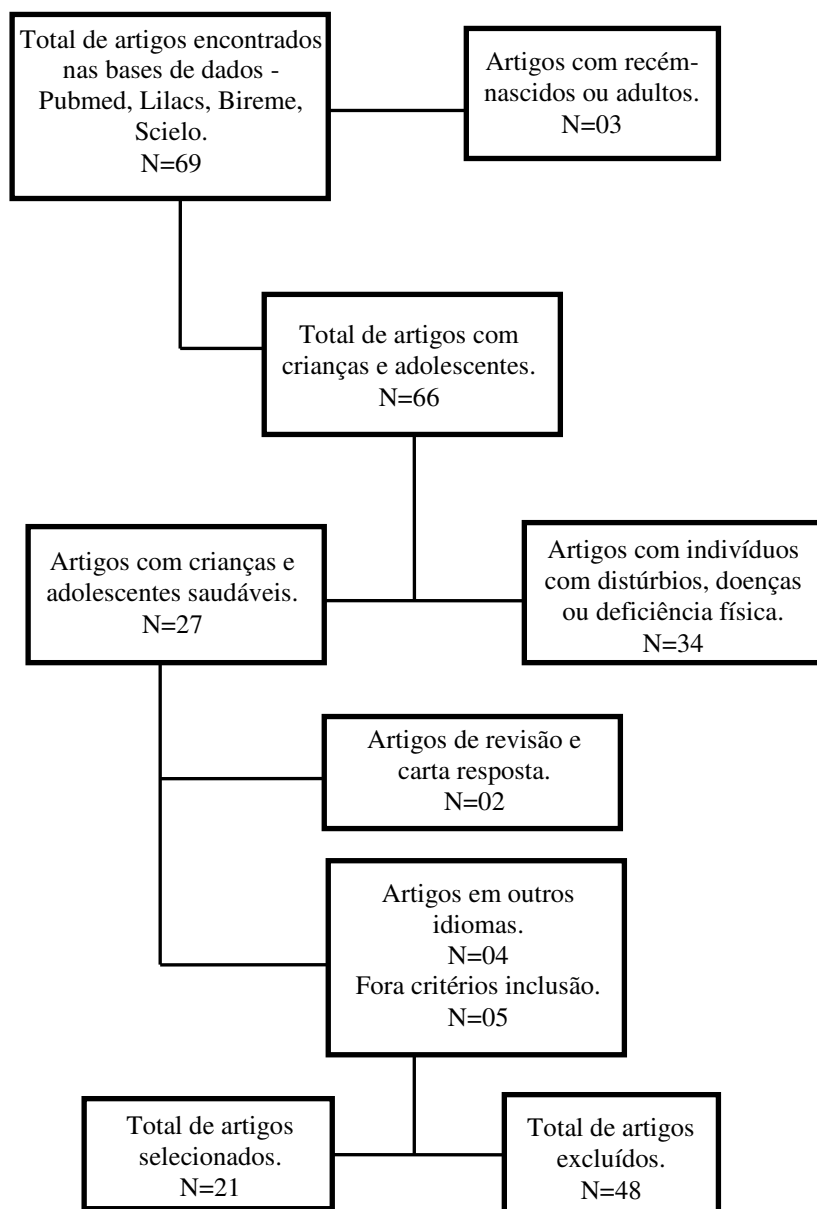 Total de artigos encontrados
nas bases de dados -
Pubmed, Lilacs, Bireme,
Scielo.
N=69
Artigos com recém-
nascidos ou adultos.
N=03
Total de artigos com
crianças e adolescentes.
N=66
Artigos com crianças e
adolescentes saudáveis.
N=27
Artigos com indivíduos
com distúrbios, doenças
ou deficiência física.
N=34
Artigos de revisão e
carta resposta.
N=02
Artigos em outros
idiomas.
N=04
Fora critérios inclusão.
N=05
Total de artigos
selecionados.
N=21
Total de artigos
excluídos.
N=48